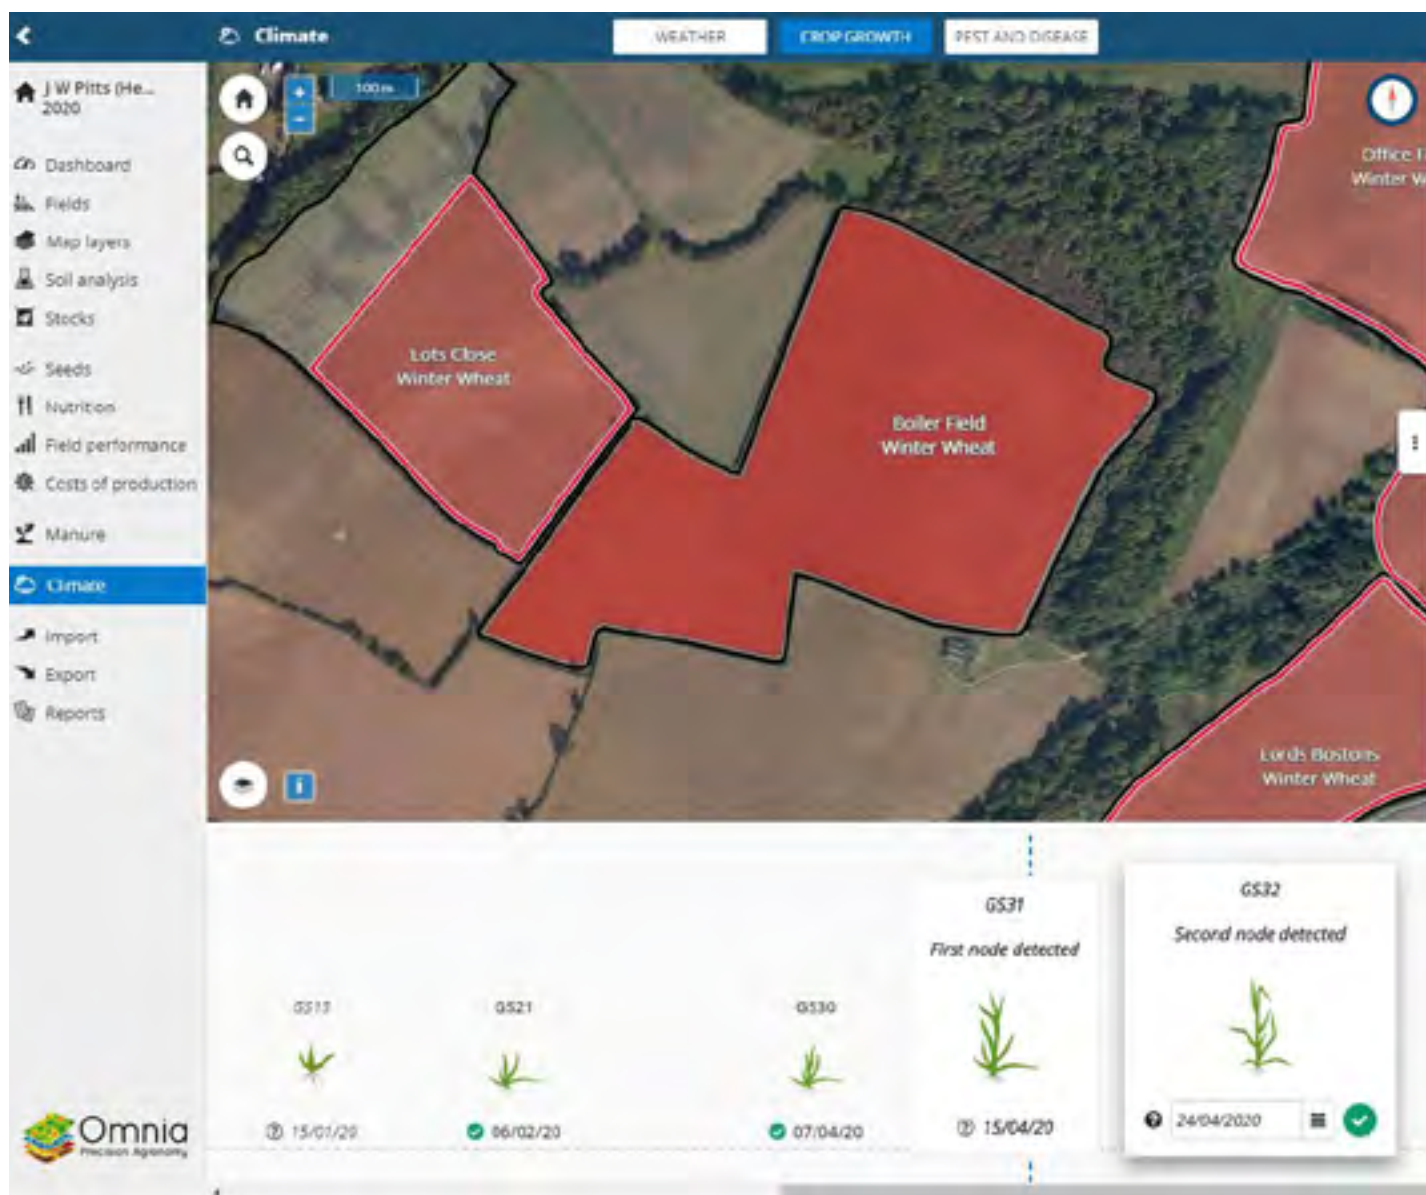 Climate
WEATHER
CROP GROWTH
PEST AND DISEASE
J W Pitts (He...
2020
Dashboard
Fields
Map layers
Soil analysis
Stocks
Seeds
Nutrition
Field performance
Costs of production
Manure
Climate
Import
Export
Reports
Omnia
Precision Agronomy
100 m
Office
Winter W
Lots Close
Winter Wheat
Boiler Field
Winter Wheat
Lords Bostons
Winter Wheat
GS13
15/01/20
GS21
06/02/20
GS30
07/04/20
GS31
First node detected
15/04/20
GS32
Second node detected
24/04/2020